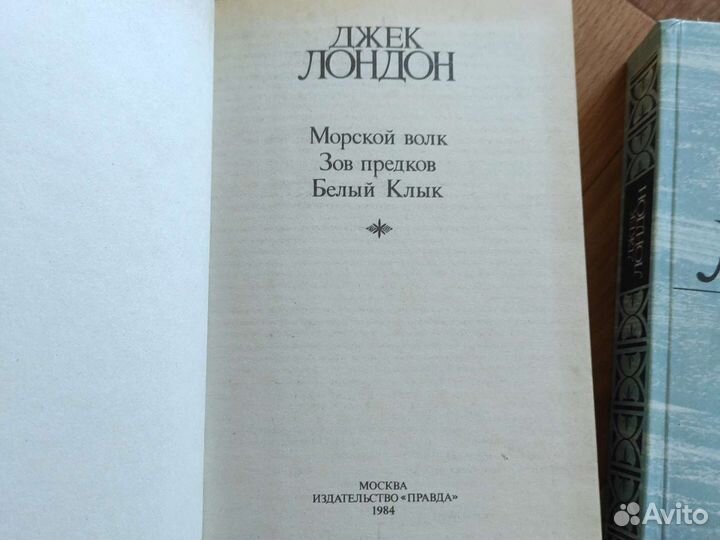 ДЖЕК
ЛОНДОН
Морской волк
Зов предков
Белый Клык
МОСКВА
ИЗДАТЕЛЬСТВО «ПРАВДА»
1984
ДЖЕК
ЛОНДОН
Avito